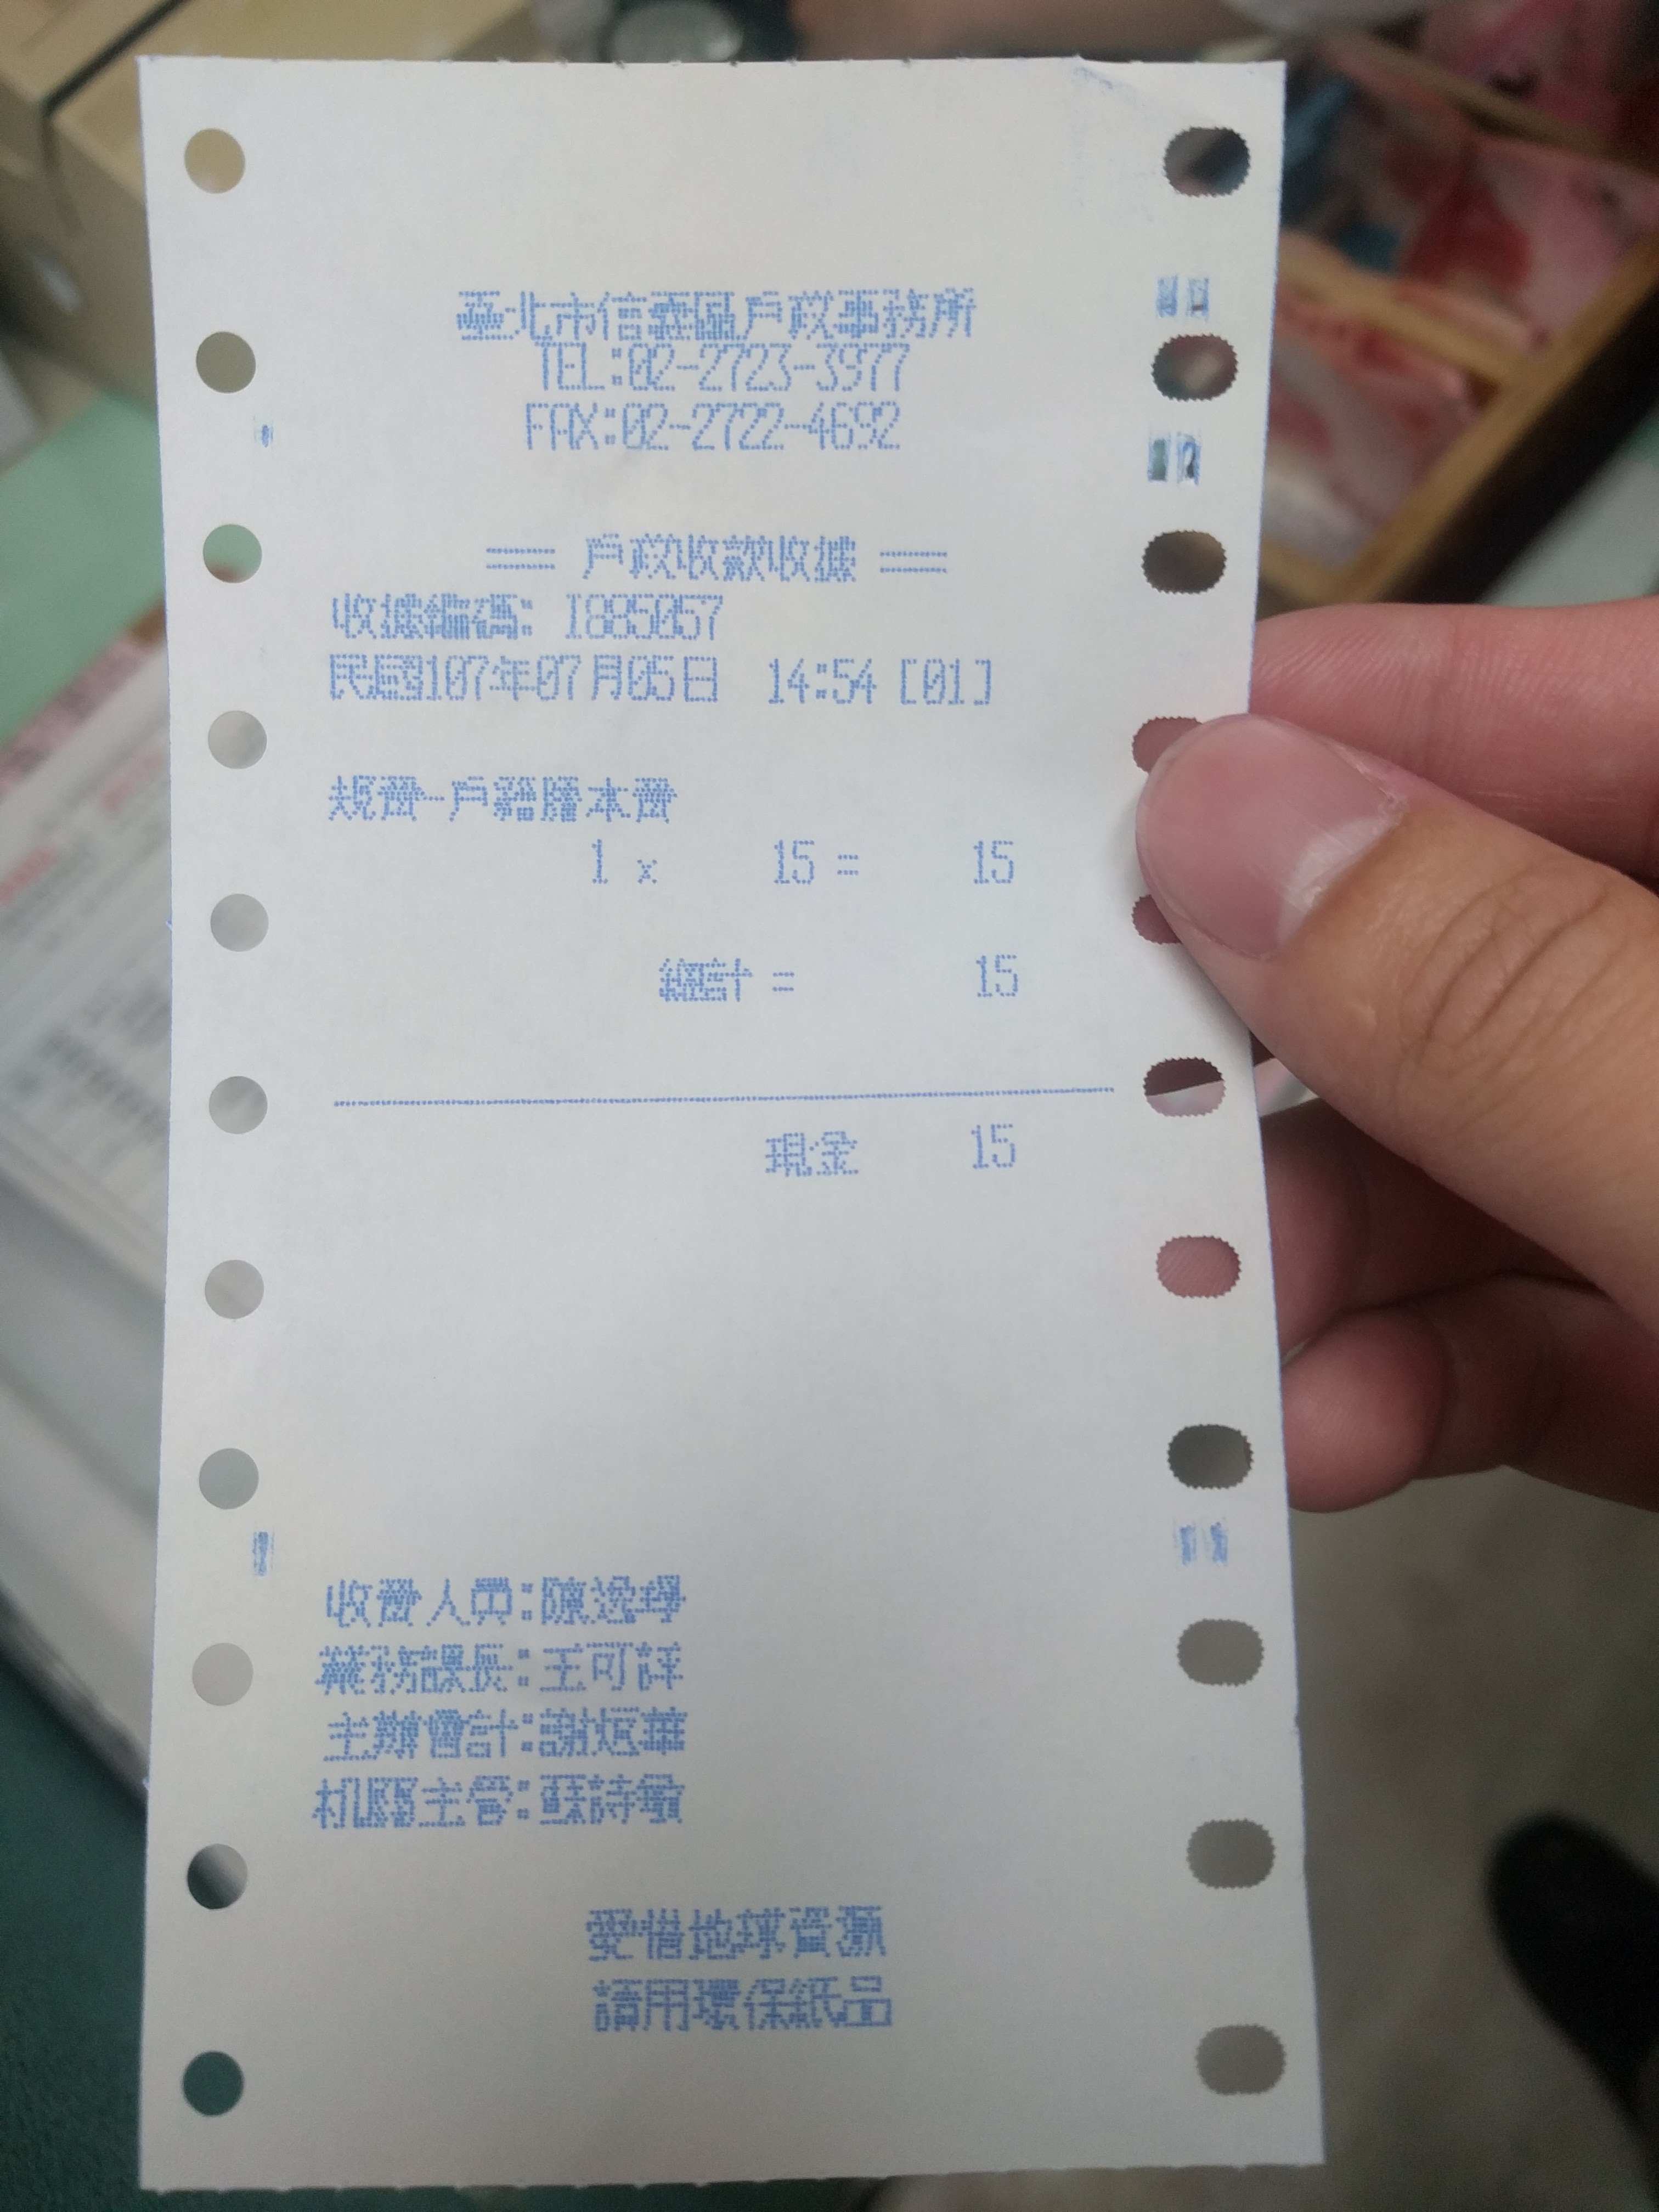 臺北市信義區戶政事務所
TEL:02-2723-3977
FAX:02-2722-4692
== 戶政收款收據 ==
收據編碼: I885057
民國107年07月05日 14:54 [01]
規費-戶籍謄本費
1 x 15 = 15
總計 = 15
現金 15
收費人員:陳逸
業務課長:王可
主辦會計:謝
機關主管:蘇詩敏
愛惜地球資源
請用環保紙品